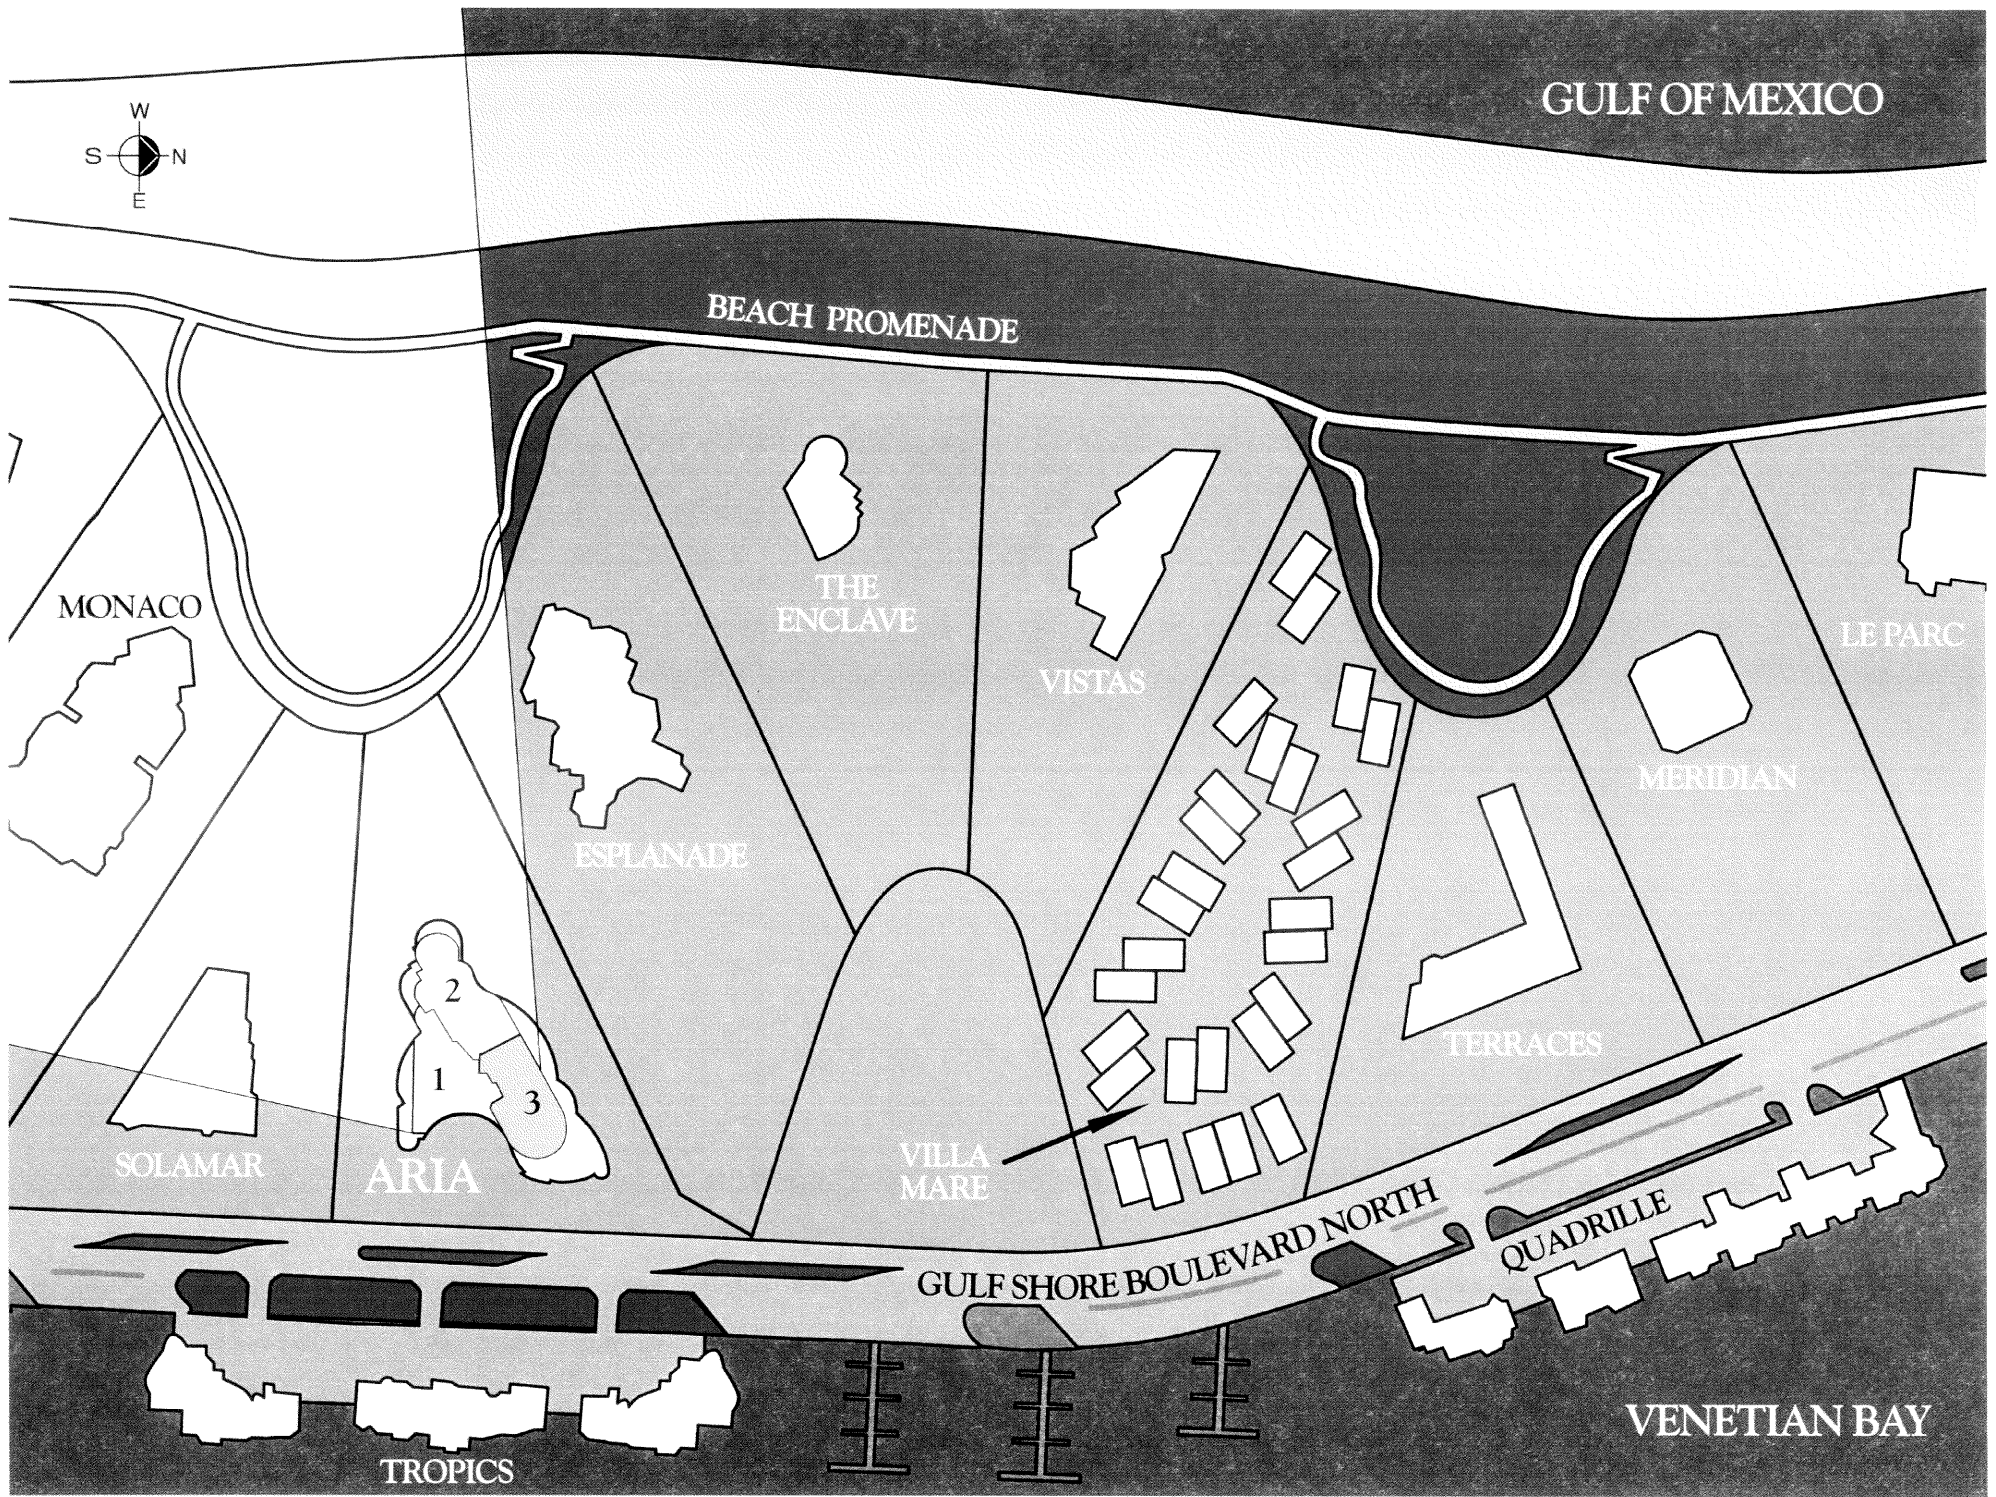 GULF OF MEXICO
W
S N
E
BEACH PROMENADE
MONACO
THE
ENCLAVE
VISTAS
LE PARC
MERIDIAN
ESPLANADE
2
1
3
TERRACES
SOLAMAR
ARIA
VILLA
MARE
GULF SHORE BOULEVARD NORTH
QUADRILLE
TROPICS
VENETIAN BAY